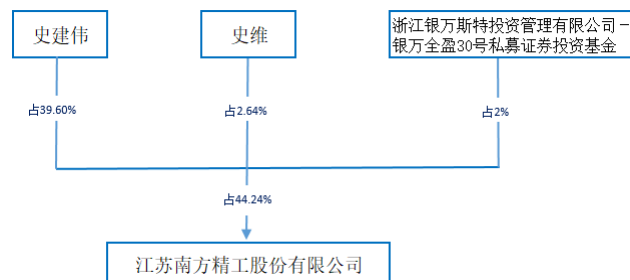 史建伟
史维
浙江银万斯特投资管理有限公司－
银万全盈30号私募证券投资基金
占39.60%
占2.64%
占2%
占44.24%
江苏南方精工股份有限公司